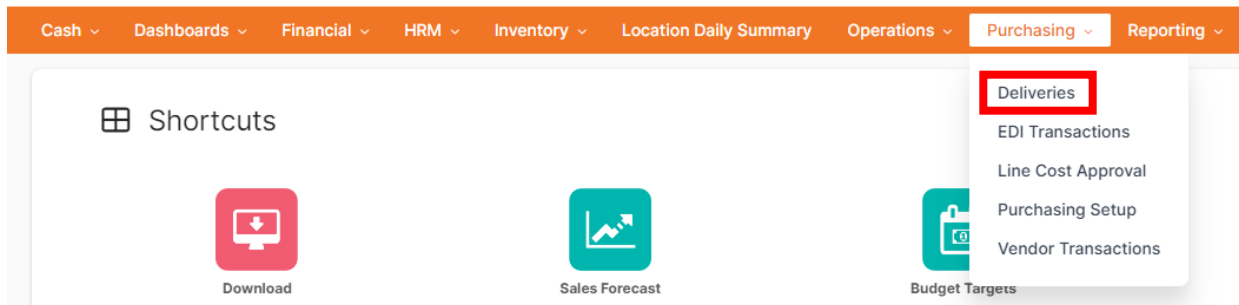 Cash Dashboards Financial HRM Inventory Location Daily Summary Operations Purchasing Reporting
Shortcuts
Deliveries
EDI Transactions
Line Cost Approval
Purchasing Setup
Vendor Transactions
Download Sales Forecast Budget Targets